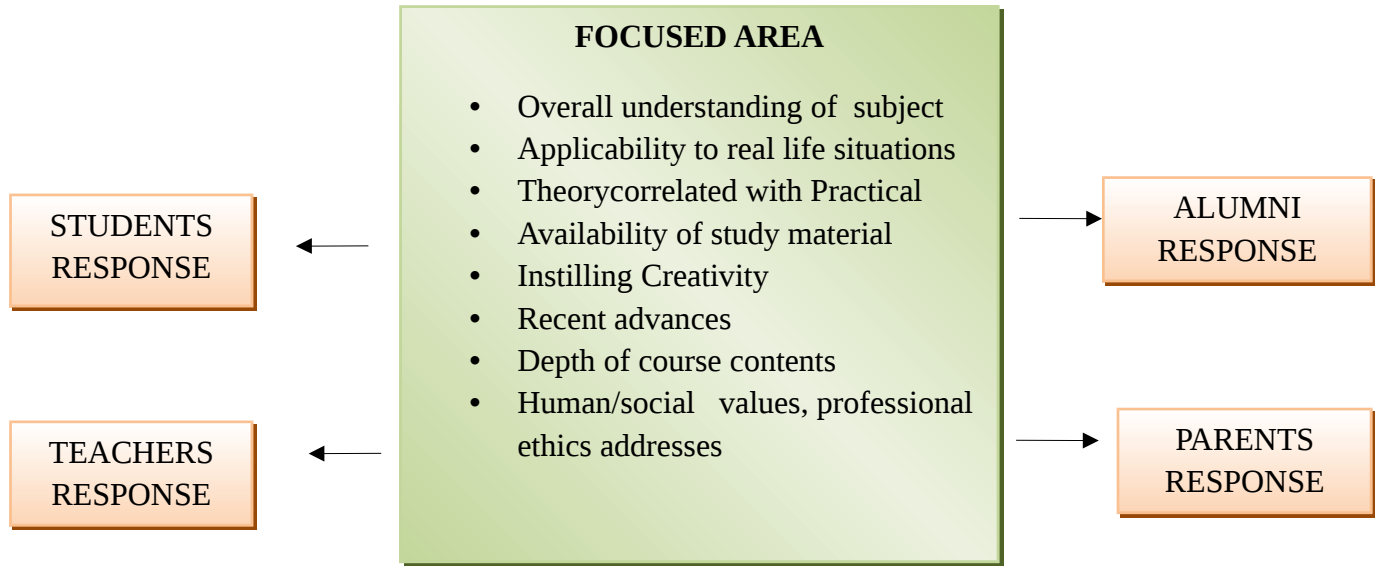 FOCUSED AREA
• Overall understanding of  subject
• Applicability to real life situations
• Theorycorrelated with Practical
• Availability of study material
• Instilling Creativity
• Recent advances
• Depth of course contents
• Human/social   values, professional
ethics addresses
STUDENTS
RESPONSE
TEACHERS
RESPONSE
ALUMNI
RESPONSE
PARENTS
RESPONSE